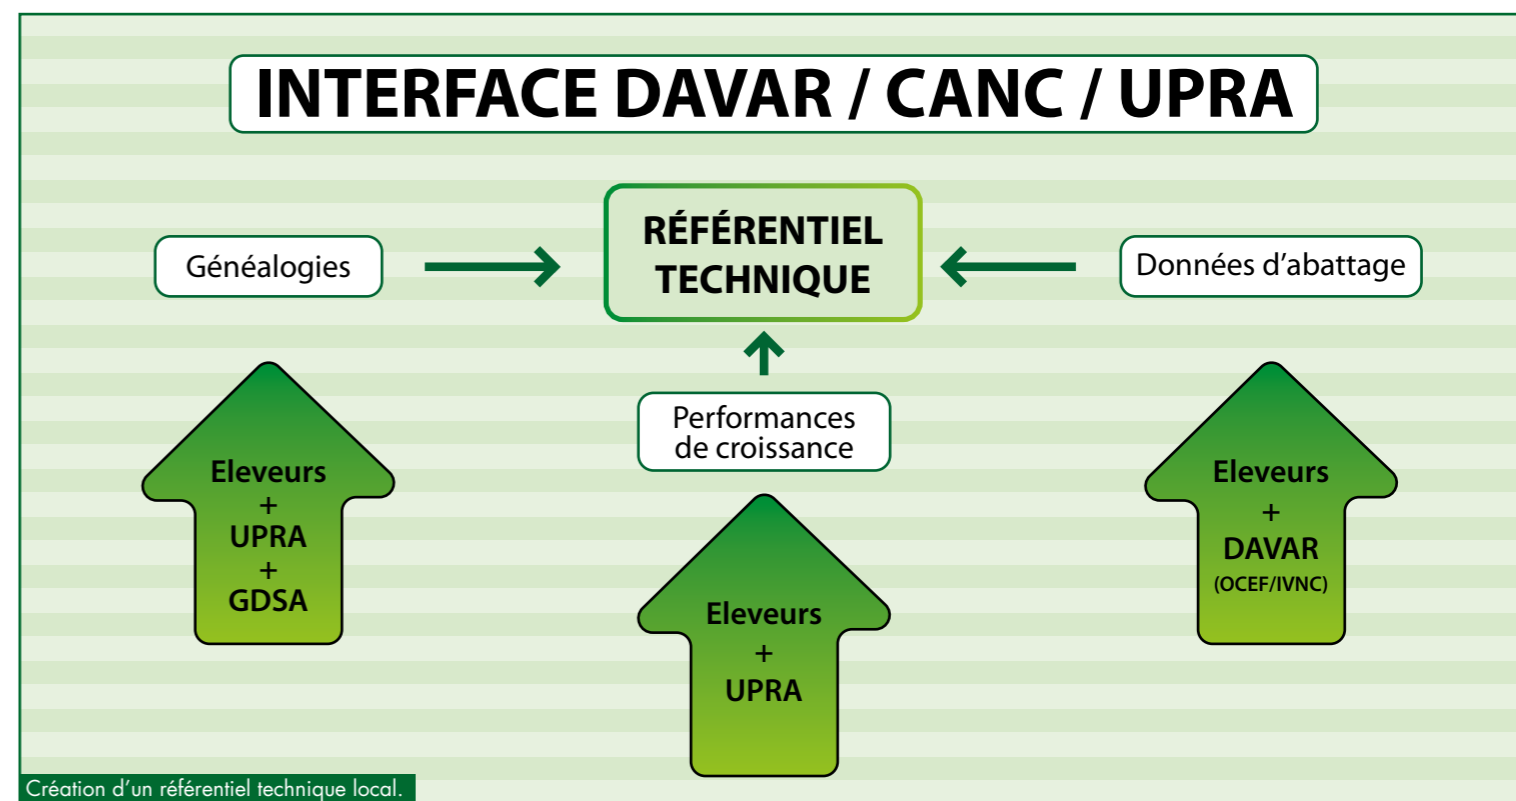 INTERFACE DAVAR / CANC / UPRA
RÉFÉRENTIEL
TECHNIQUE
Généalogies
Données d'abattage
Performances
de croissance
Eleveurs
+
UPRA
+
GDSA
Eleveurs
+
UPRA
Eleveurs
+
DAVAR
(OCEF/IVNC)
Création d'un référentiel technique local.